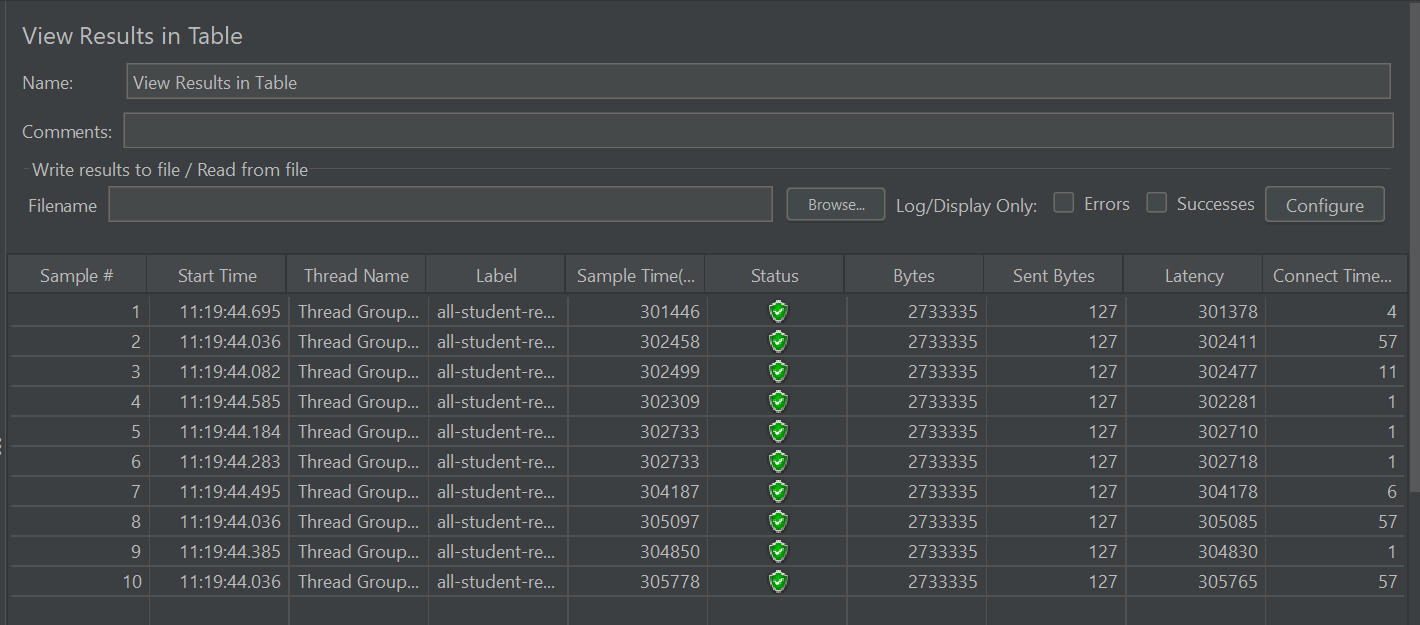 View Results in Table
Name: View Results in Table
Comments:
Write results to file / Read from file
Filename Browse... Log/Display Only: Errors Successes Configure
Sample # Start Time Thread Name Label Sample Time(... Status Bytes Sent Bytes Latency Connect Time...
1 11:19:44.695 Thread Group... all-student-re... 301446 2733335 127 301378 4
2 11:19:44.036 Thread Group... all-student-re... 302458 2733335 127 302411 57
3 11:19:44.082 Thread Group... all-student-re... 302499 2733335 127 302477 11
4 11:19:44.585 Thread Group... all-student-re... 302309 2733335 127 302281 1
5 11:19:44.184 Thread Group... all-student-re... 302733 2733335 127 302710 1
6 11:19:44.283 Thread Group... all-student-re... 302733 2733335 127 302718 1
7 11:19:44.495 Thread Group... all-student-re... 304187 2733335 127 304178 6
8 11:19:44.036 Thread Group... all-student-re... 305097 2733335 127 305085 57
9 11:19:44.385 Thread Group... all-student-re... 304850 2733335 127 304830 1
10 11:19:44.036 Thread Group... all-student-re... 305778 2733335 127 305765 57